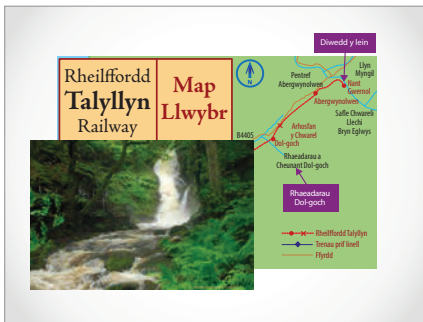 Diwedd y lein
Rheilffordd
Talyllyn
Railway
Map
Llwybr
N
Pentref
Abergwynolwen
Llyn
Myngil
Nant
Gwernol
Abergwynolwen
Safle Chwareli
Llechi
Bryn Eglwys
Arhosfan
y Chwarel
B4405
Dol-goch
Rhaeadarau a
Cheunant Dol-goch
Rhaeadarau
Dol-goch
Rheilffordd Talyllyn
Trenau prif linell
Ffyrdd